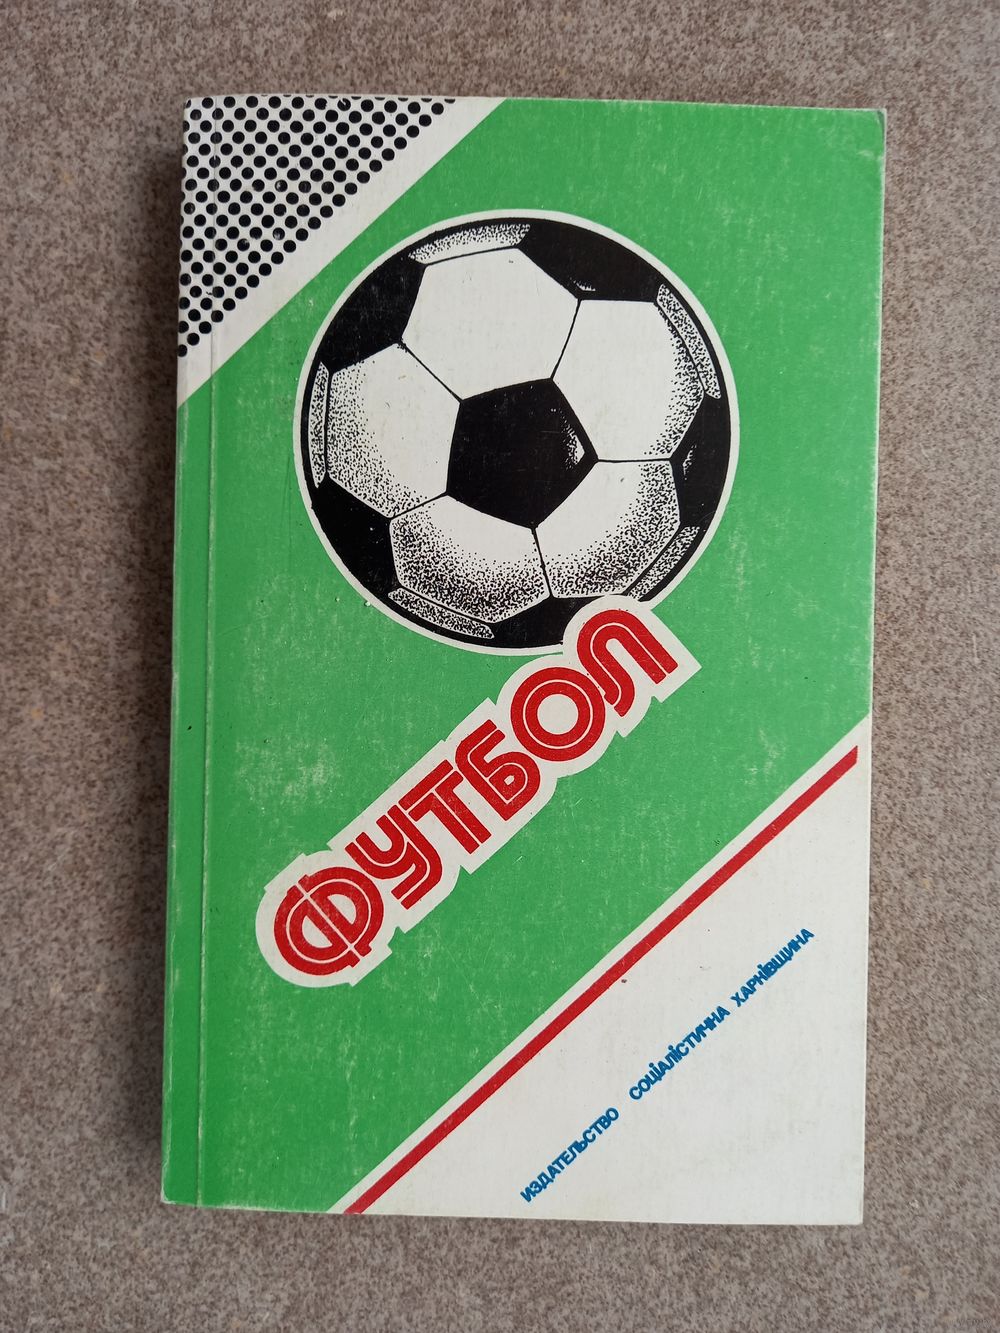 ФУТБОЛ
ИЗДАТЕЛЬСТВО СОЦІАЛІСТИЧНА ХАРКІВЩИНА